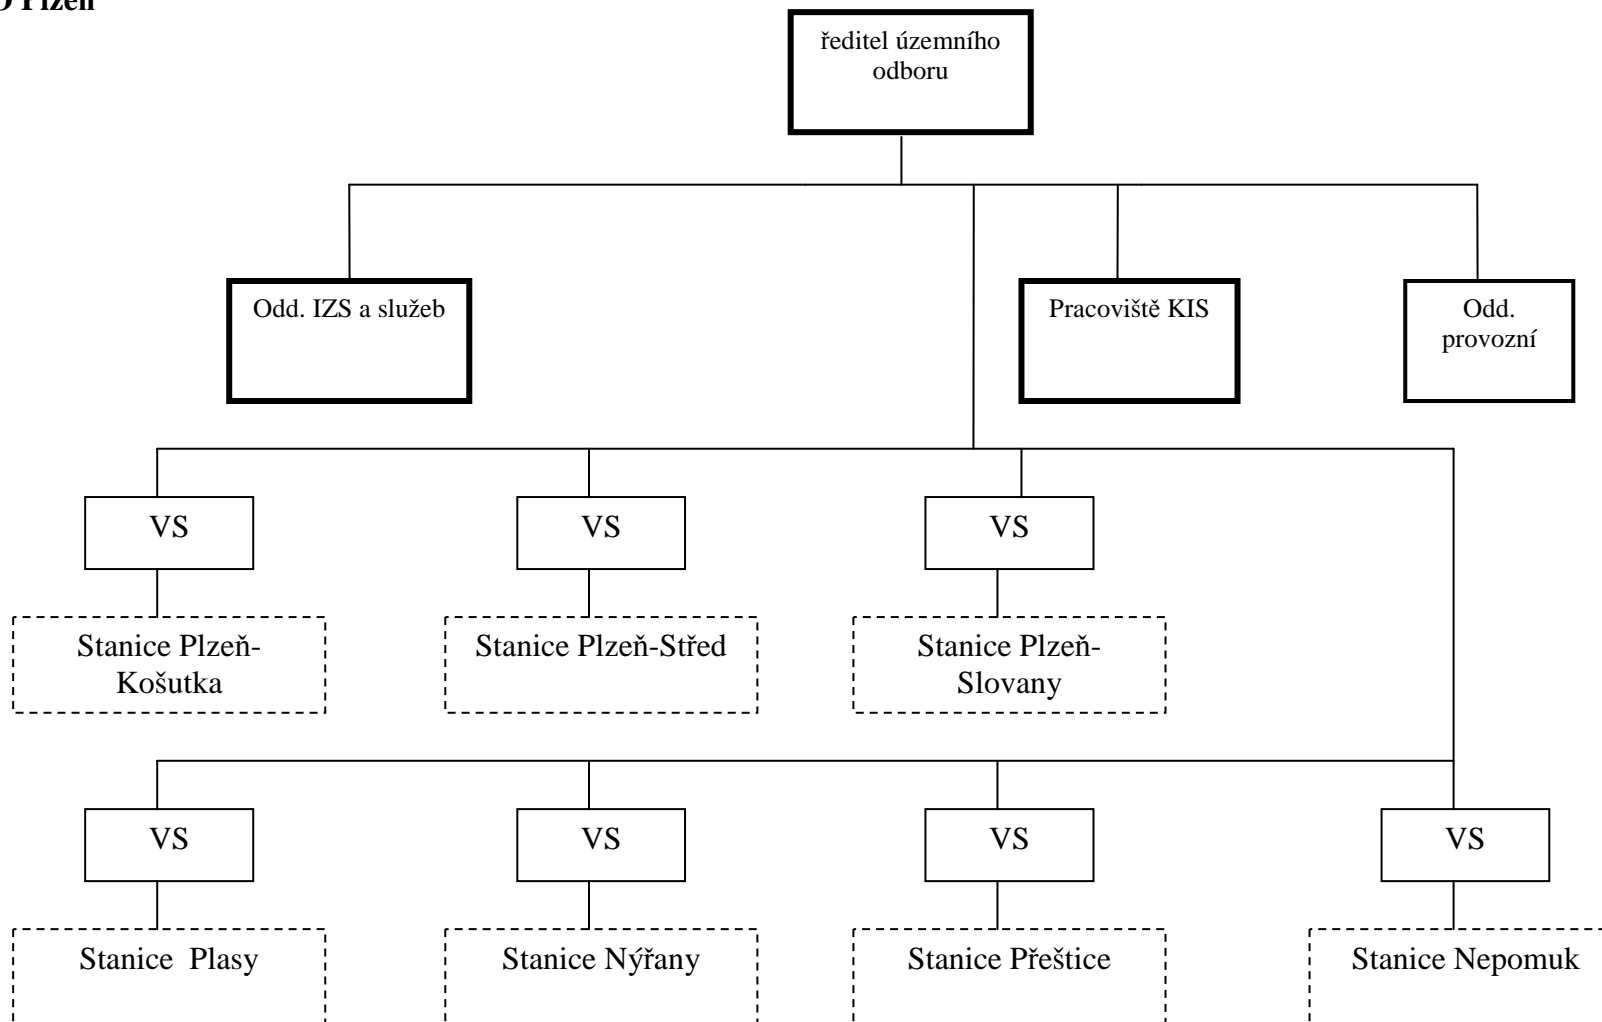 Plzeň
ředitel územního
odboru
Odd. IZS a služeb
Pracoviště KIS
Odd.
provozní
VS
VS
VS
Stanice Plzeň-
Košutka
Stanice Plzeň-Střed
Stanice Plzeň-
Slovany
VS
VS
VS
VS
Stanice Plasy
Stanice Nýřany
Stanice Přeštice
Stanice Nepomuk